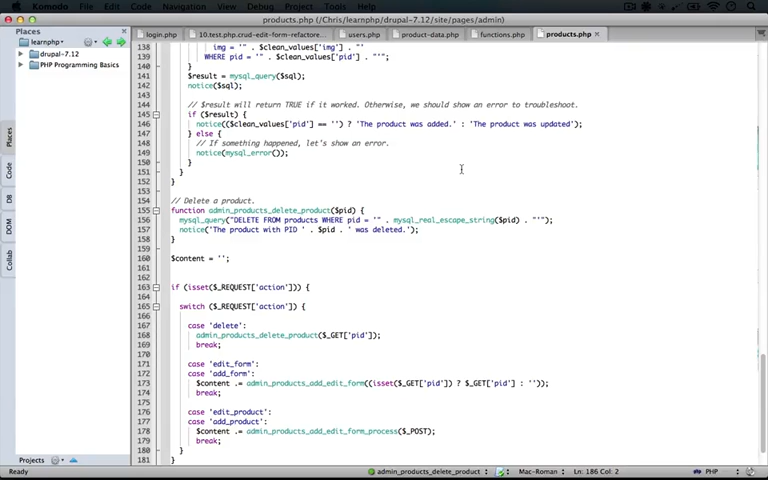 Komodo File Edit Code Navigation View Debug Project Tools Help
products.php (/Chris/learnphp/drupal-7.12/site/pages/admin)
Places
login.php 10.test.php.crud-edit-form-refactore... users.php product-data.php functions.php products.php
learnphp
drupal-7.12
PHP Programming Basics
Places
Code
DB
DOM
Collab
138 img = '" . $clean_values['img'] . "'
139 WHERE pid = '" . $clean_values['pid'] . "'";
140 }
141 $result = mysql_query($sql);
142 notice($sql);
143
144 // $result will return TRUE if it worked. Otherwise, we should show an error to troubleshoot.
145 if ($result) {
146 notice(($clean_values['pid'] == '') ? 'The product was added.' : 'The product was updated');
147 } else {
148 // If something happened, let's show an error.
149 notice(mysql_error());
150 }
151 }
152
153
154 // Delete a product.
155 function admin_products_delete_product($pid) {
156 mysql_query("DELETE FROM products WHERE pid = '" . mysql_real_escape_string($pid) . "'");
157 notice('The product with PID ' . $pid . ' was deleted.');
158 }
159
160 $content = '';
161
162
163 if (isset($_REQUEST['action'])) {
164
165 switch ($_REQUEST['action']) {
166
167 case 'delete':
168 admin_products_delete_product($_GET['pid']);
169 break;
170
171 case 'edit_form':
172 case 'add_form':
173 $content .= admin_products_add_edit_form((isset($_GET['pid']) ? $_GET['pid'] : ''));
174 break;
175
176 case 'edit_product':
177 case 'add_product':
178 $content .= admin_products_add_edit_form_process($_POST);
179 break;
180 }
181 }
Projects
Ready
admin_products_delete_product
Mac-Roman
Ln: 186 Col: 2
PHP